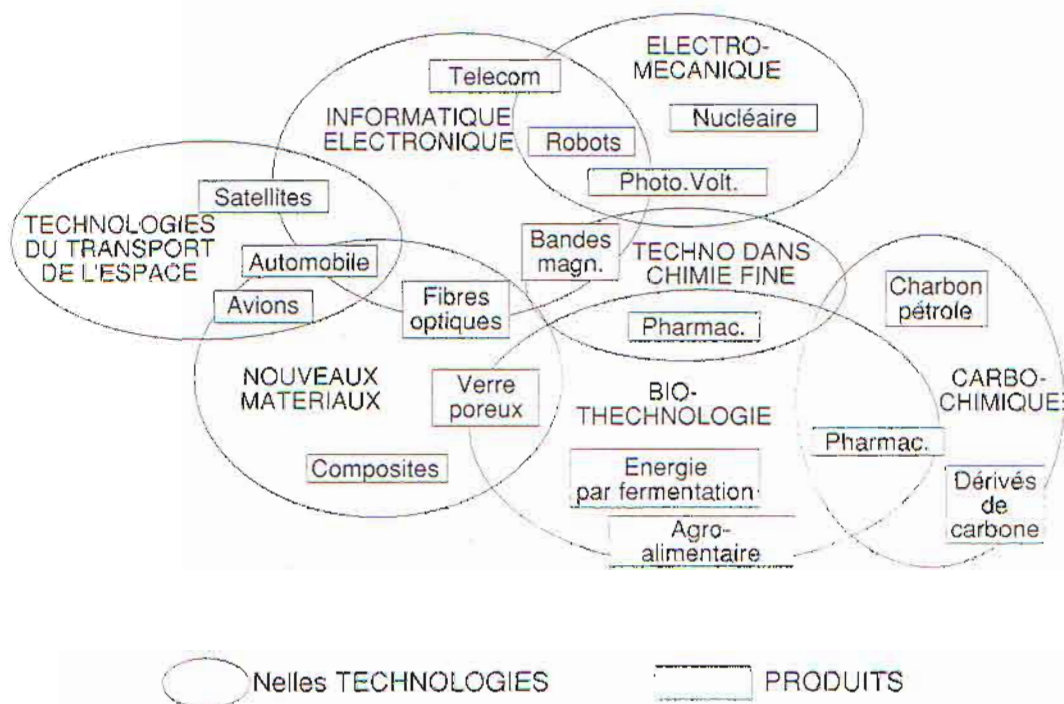 ELECTRO-
MECANIQUE
Telecom
INFORMATIQUE
ELECTRONIQUE
Nucléaire
Robots
Photo.Volt.
Satellites
TECHNOLOGIES
DU TRANSPORT
DE L'ESPACE
Automobile
Avions
Bandes
magn.
TECHNO DANS
CHIMIE FINE
Fibres
optiques
Pharmac.
Charbon
pétrole
NOUVEAUX
MATERIAUX
Verre
poreux
BIO-
THECHNOLOGIE
CARBO-
CHIMIQUE
Pharmac.
Composites
Energie
par fermentation
Dérivés
de
carbone
Agro-
alimentaire
Nelles TECHNOLOGIES
PRODUITS